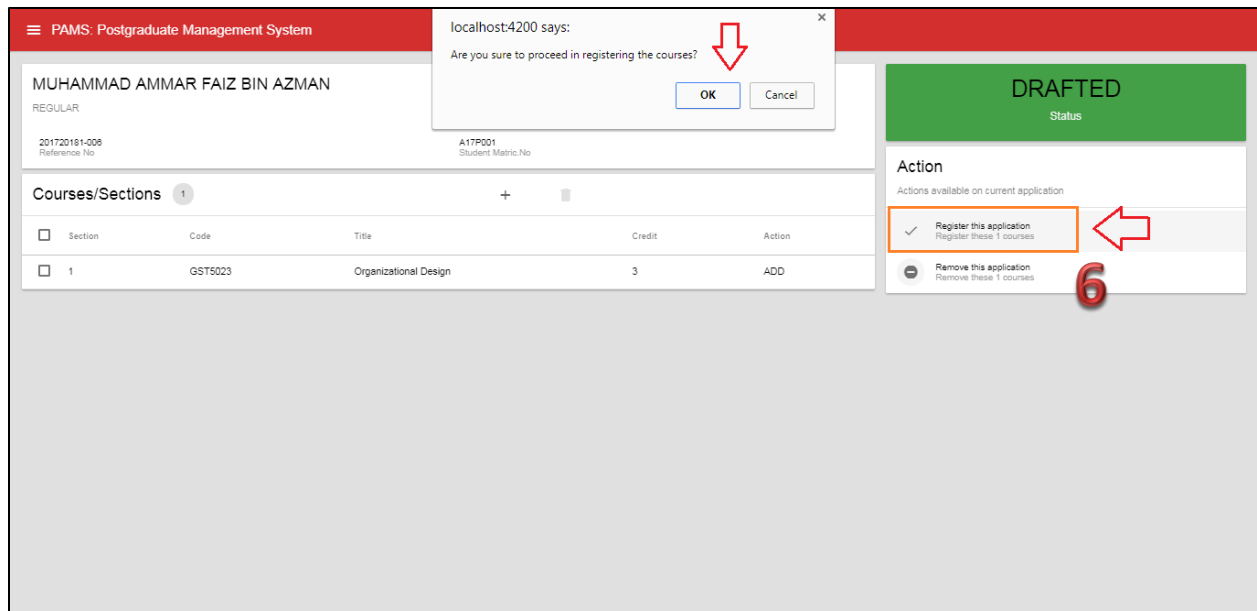 PAMS: Postgraduate Management System
localhost:4200 says:
Are you sure to proceed in registering the courses?
OK Cancel
MUHAMMAD AMMAR FAIZ BIN AZMAN
REGULAR
201720181-006 A17P001
Reference No Student Matric.No
DRAFTED
Status
Courses/Sections 1
Section Code Title Credit Action
1 GST5023 Organizational Design 3 ADD
Action
Actions available on current application
Register this application
Register these 1 courses
Remove this application
Remove these 1 courses
6